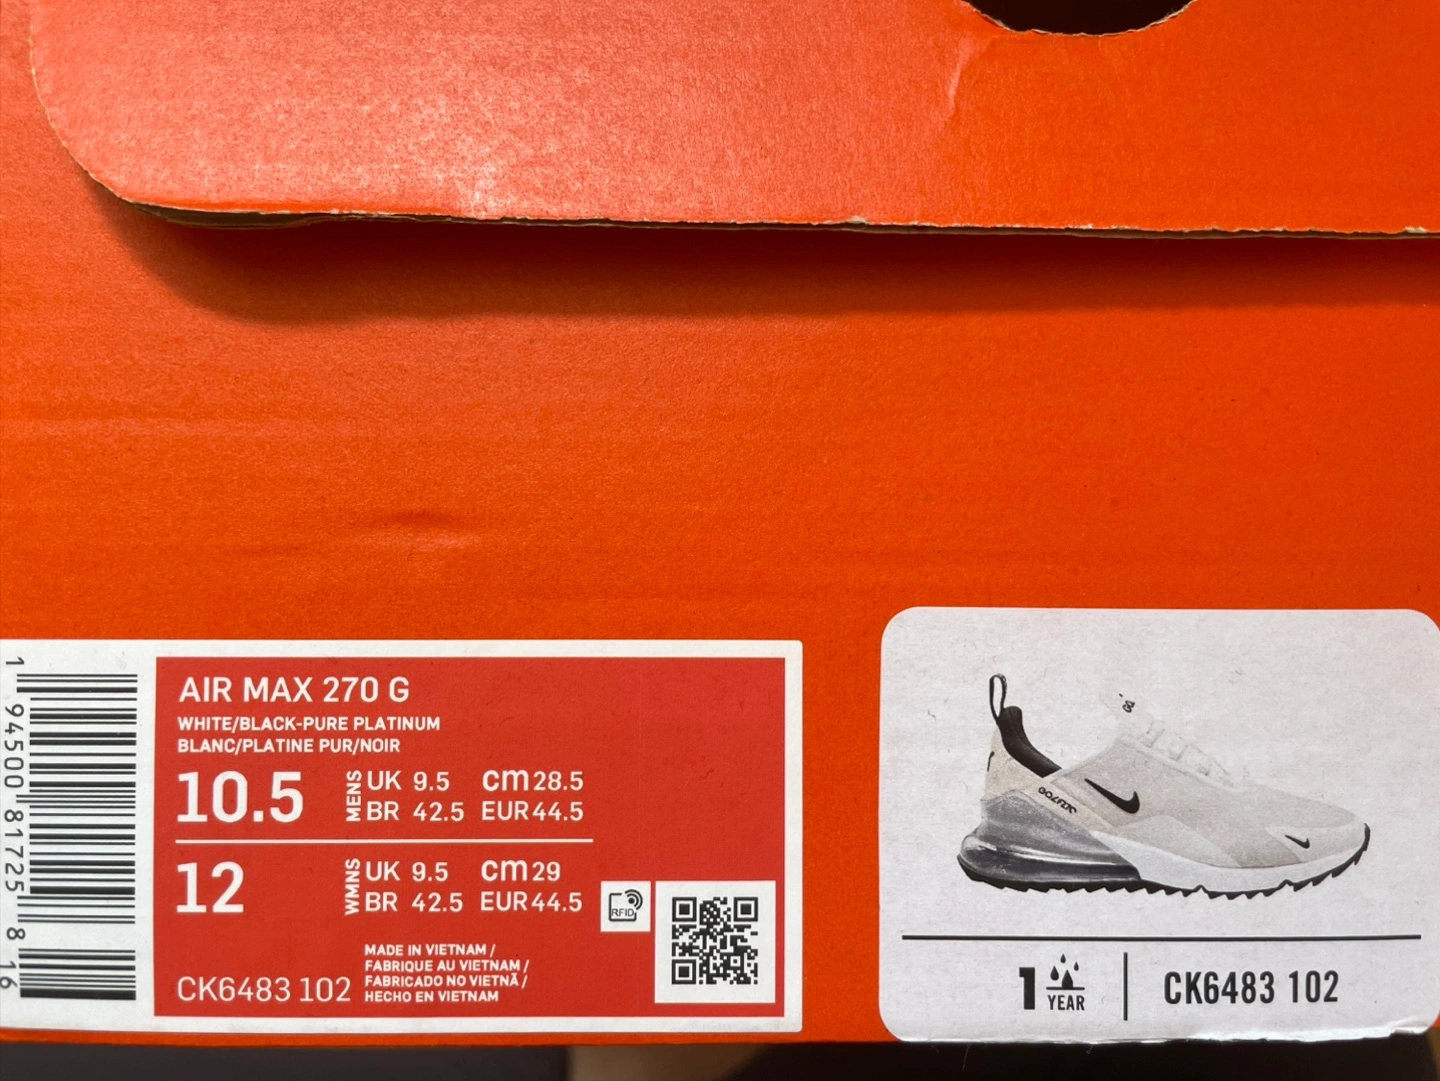 1 94500 81725 8 16
AIR MAX 270 G
WHITE/BLACK-PURE PLATINUM
BLANC/PLATINE PUR/NOIR
10.5 MENS UK 9.5 cm 28.5
BR 42.5 EUR 44.5
12 WMNS UK 9.5 cm 29
BR 42.5 EUR 44.5
RFID
MADE IN VIETNAM /
FABRIQUE AU VIETNAM /
FABRICADO NO VIETNÃ /
HECHO EN VIETNAM
CK6483 102
1 YEAR
CK6483 102